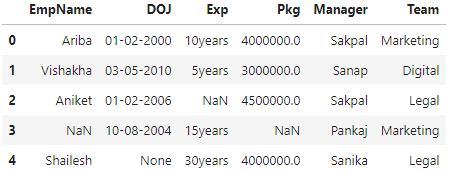 EmpName DOJ Exp Pkg Manager Team
0 Ariba 01-02-2000 10years 4000000.0 Sakpal Marketing
1 Vishakha 03-05-2010 5years 3000000.0 Sanap Digital
2 Aniket 01-02-2006 NaN 4500000.0 Sakpal Legal
3 NaN 10-08-2004 15years NaN Pankaj Marketing
4 Shailesh None 30years 4000000.0 Sanika Legal